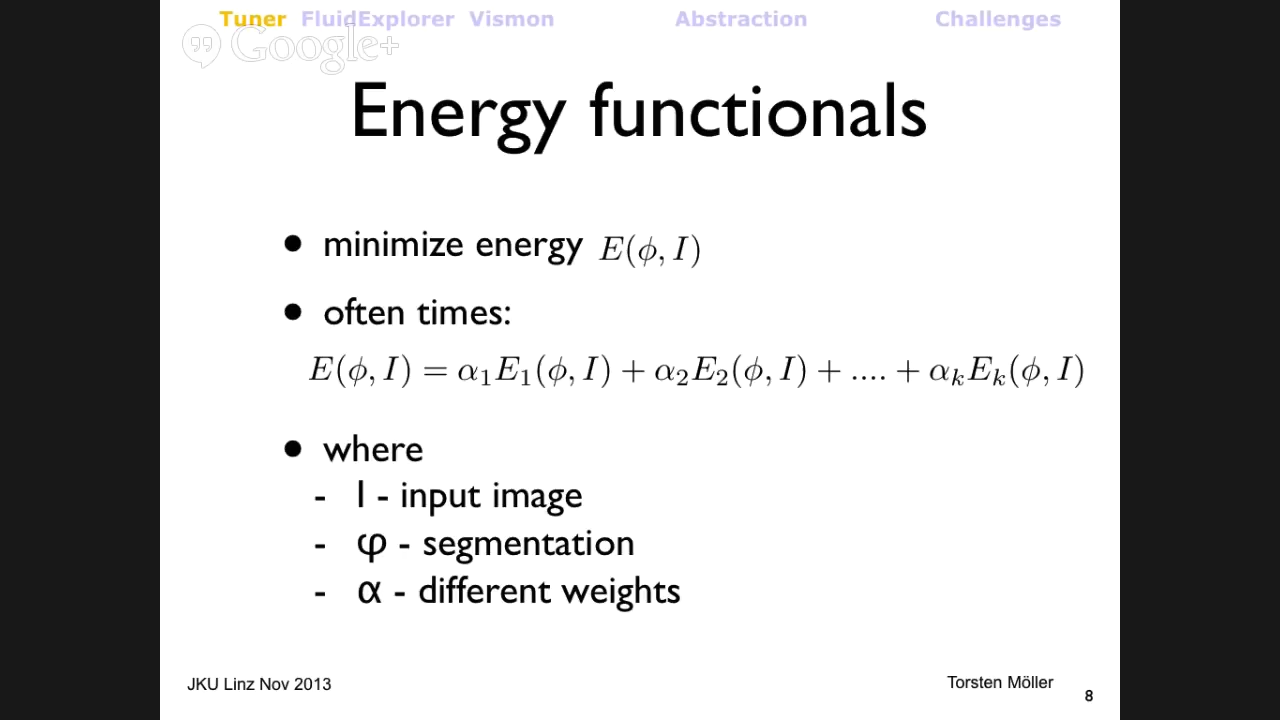 Tuner FluidExplorer Vismon Abstraction Challenges
Google+
Energy functionals
• minimize energy E(ϕ, I)
• often times:
E(ϕ, I) = α₁E₁(ϕ, I) + α₂E₂(ϕ, I) + .... + αₖEₖ(ϕ, I)
• where
- I - input image
- φ - segmentation
- α - different weights
JKU Linz Nov 2013
Torsten Möller
8